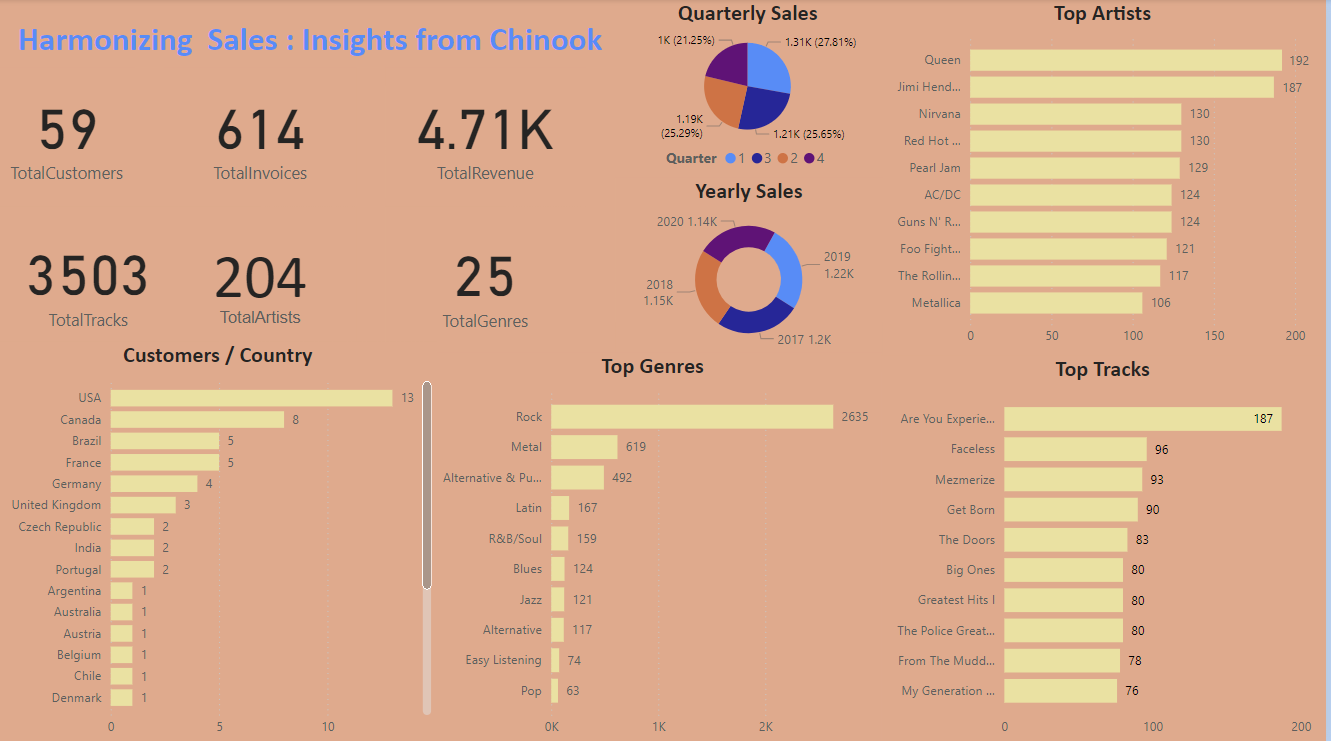 Harmonizing  Sales : Insights from Chinook
59
TotalCustomers
614
TotalInvoices
4.71K
TotalRevenue
3503
TotalTracks
204
TotalArtists
25
TotalGenres
Quarterly Sales
1K (21.25%)
1.31K (27.81%)
1.19K
(25.29%)
1.21K (25.65%)
Quarter 1 3 2 4
Yearly Sales
2020 1.14K
2019
1.22K
2018
1.15K
2017 1.2K
Top Artists
Queen 192
Jimi Hend... 187
Nirvana 130
Red Hot ... 130
Pearl Jam 129
AC/DC 124
Guns N' R... 124
Foo Fight... 121
The Rollin... 117
Metallica 106
0 50 100 150 200
Customers / Country
USA 13
Canada 8
Brazil 5
France 5
Germany 4
United Kingdom 3
Czech Republic 2
India 2
Portugal 2
Argentina 1
Australia 1
Austria 1
Belgium 1
Chile 1
Denmark 1
0 5 10
Top Genres
Rock 2635
Metal 619
Alternative & Pu... 492
Latin 167
R&B/Soul 159
Blues 124
Jazz 121
Alternative 117
Easy Listening 74
Pop 63
0K 1K 2K
Top Tracks
Are You Experie... 187
Faceless 96
Mezmerize 93
Get Born 90
The Doors 83
Big Ones 80
Greatest Hits I 80
The Police Great... 80
From The Mudd... 78
My Generation ... 76
0 100 200